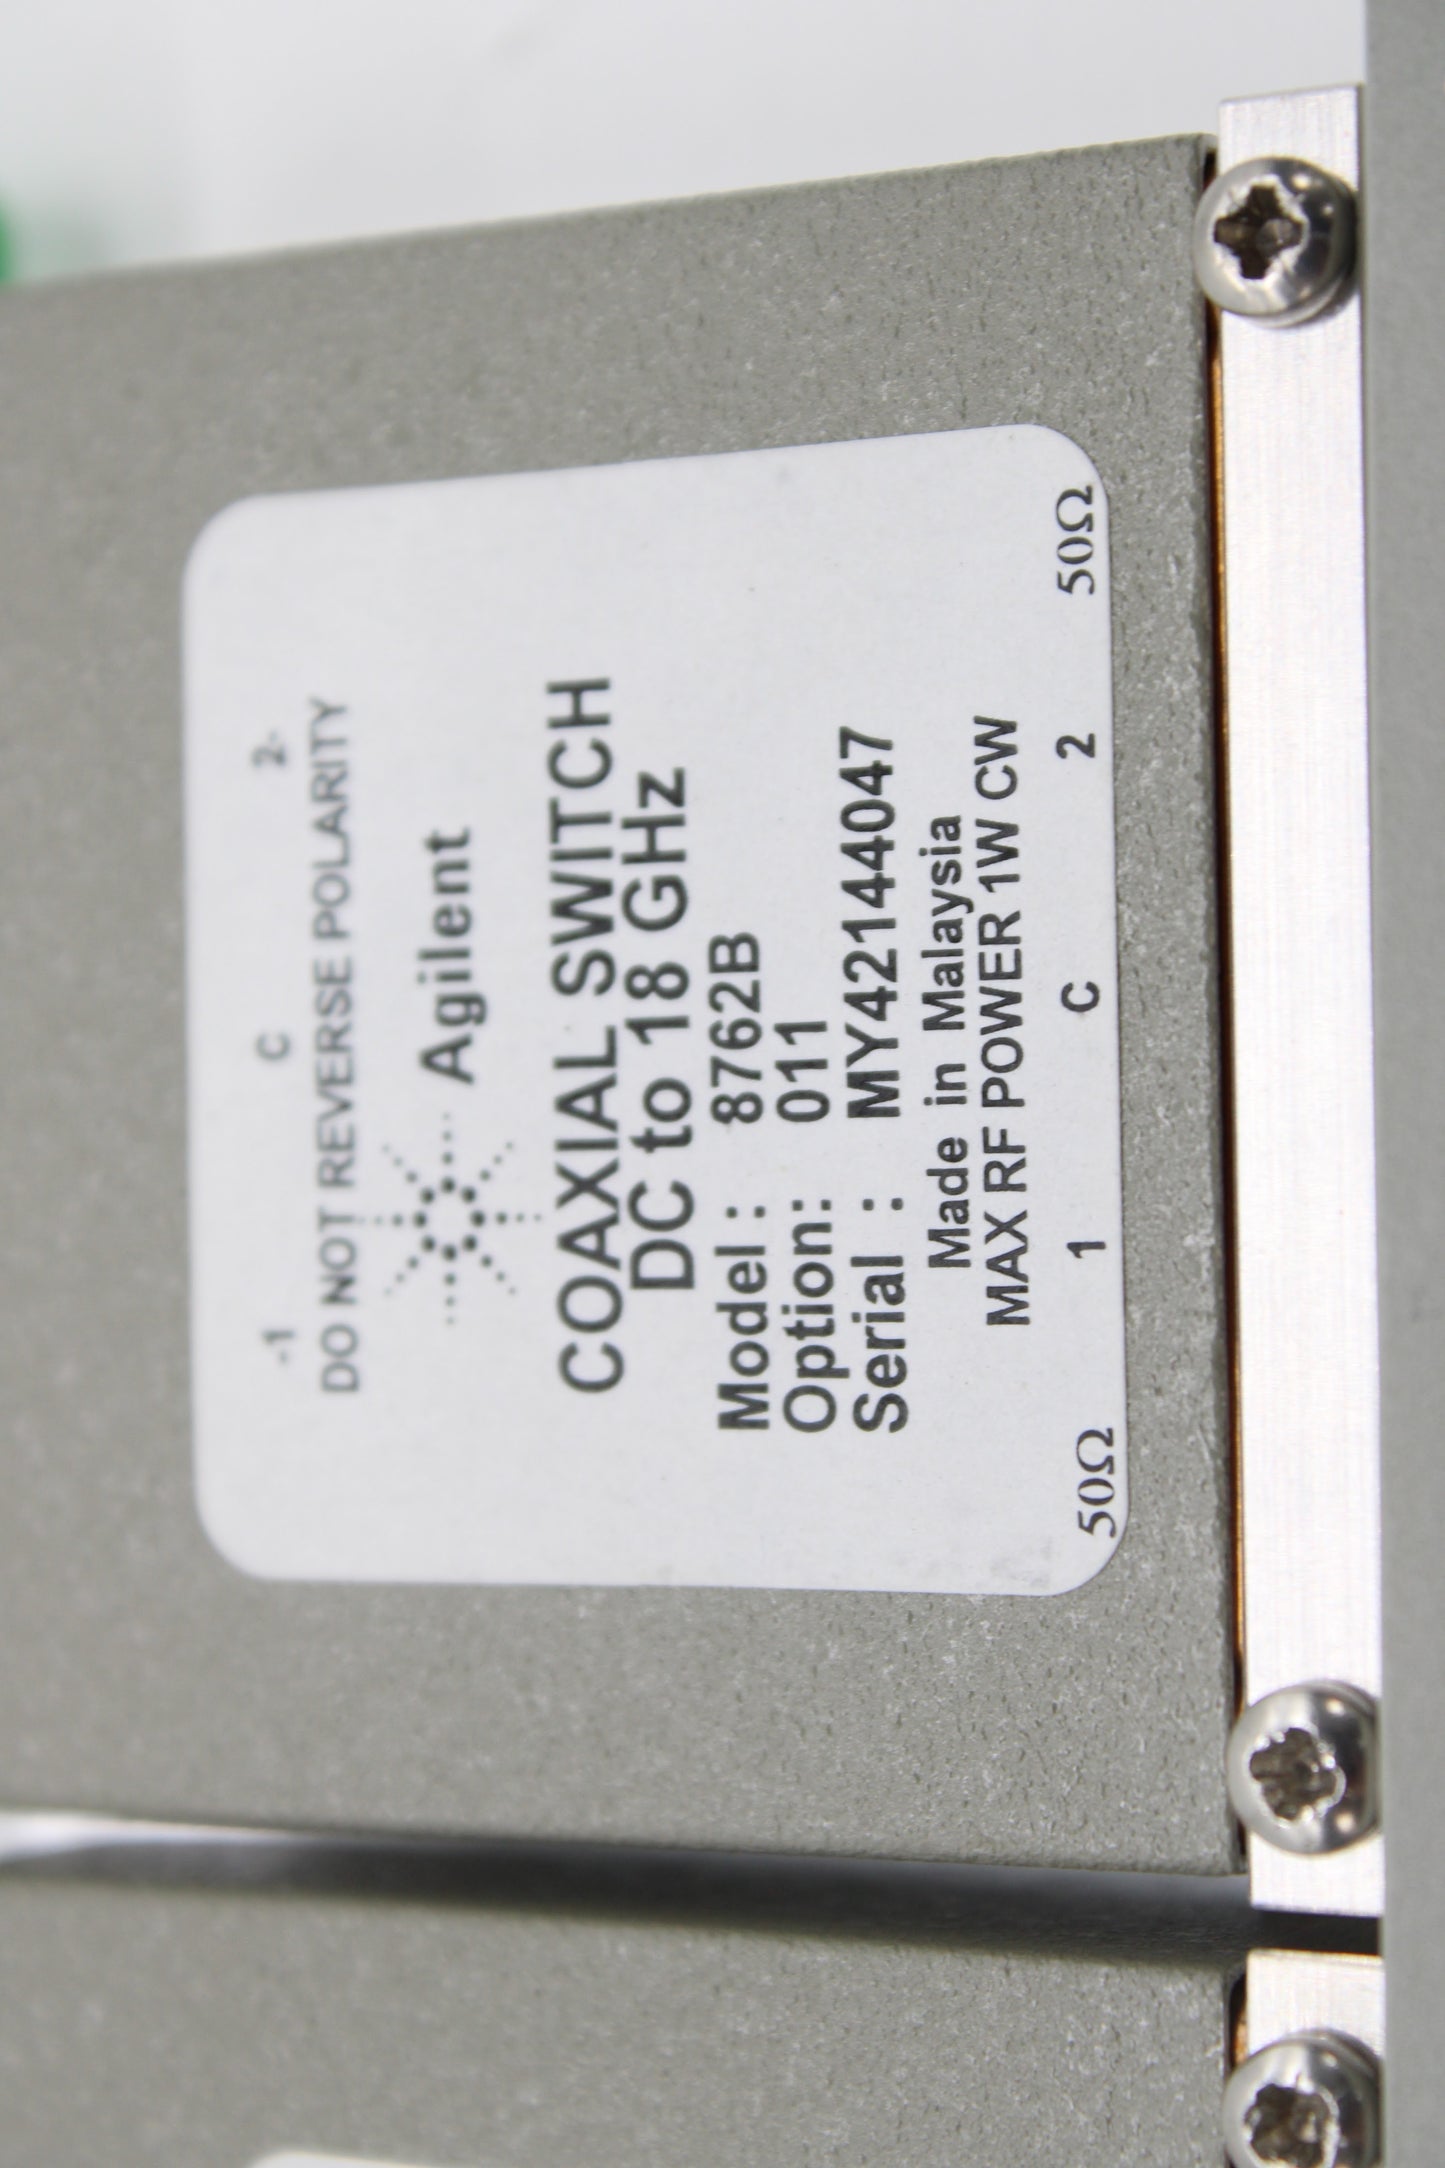 -1 C 2-
DO NOT REVERSE POLARITY
Agilent
COAXIAL SWITCH
DC to 18 GHz
Model : 8762B
Option: 011
Serial : MY42144047
Made in Malaysia
MAX RF POWER 1W CW
50Ω 1 C 2 50Ω